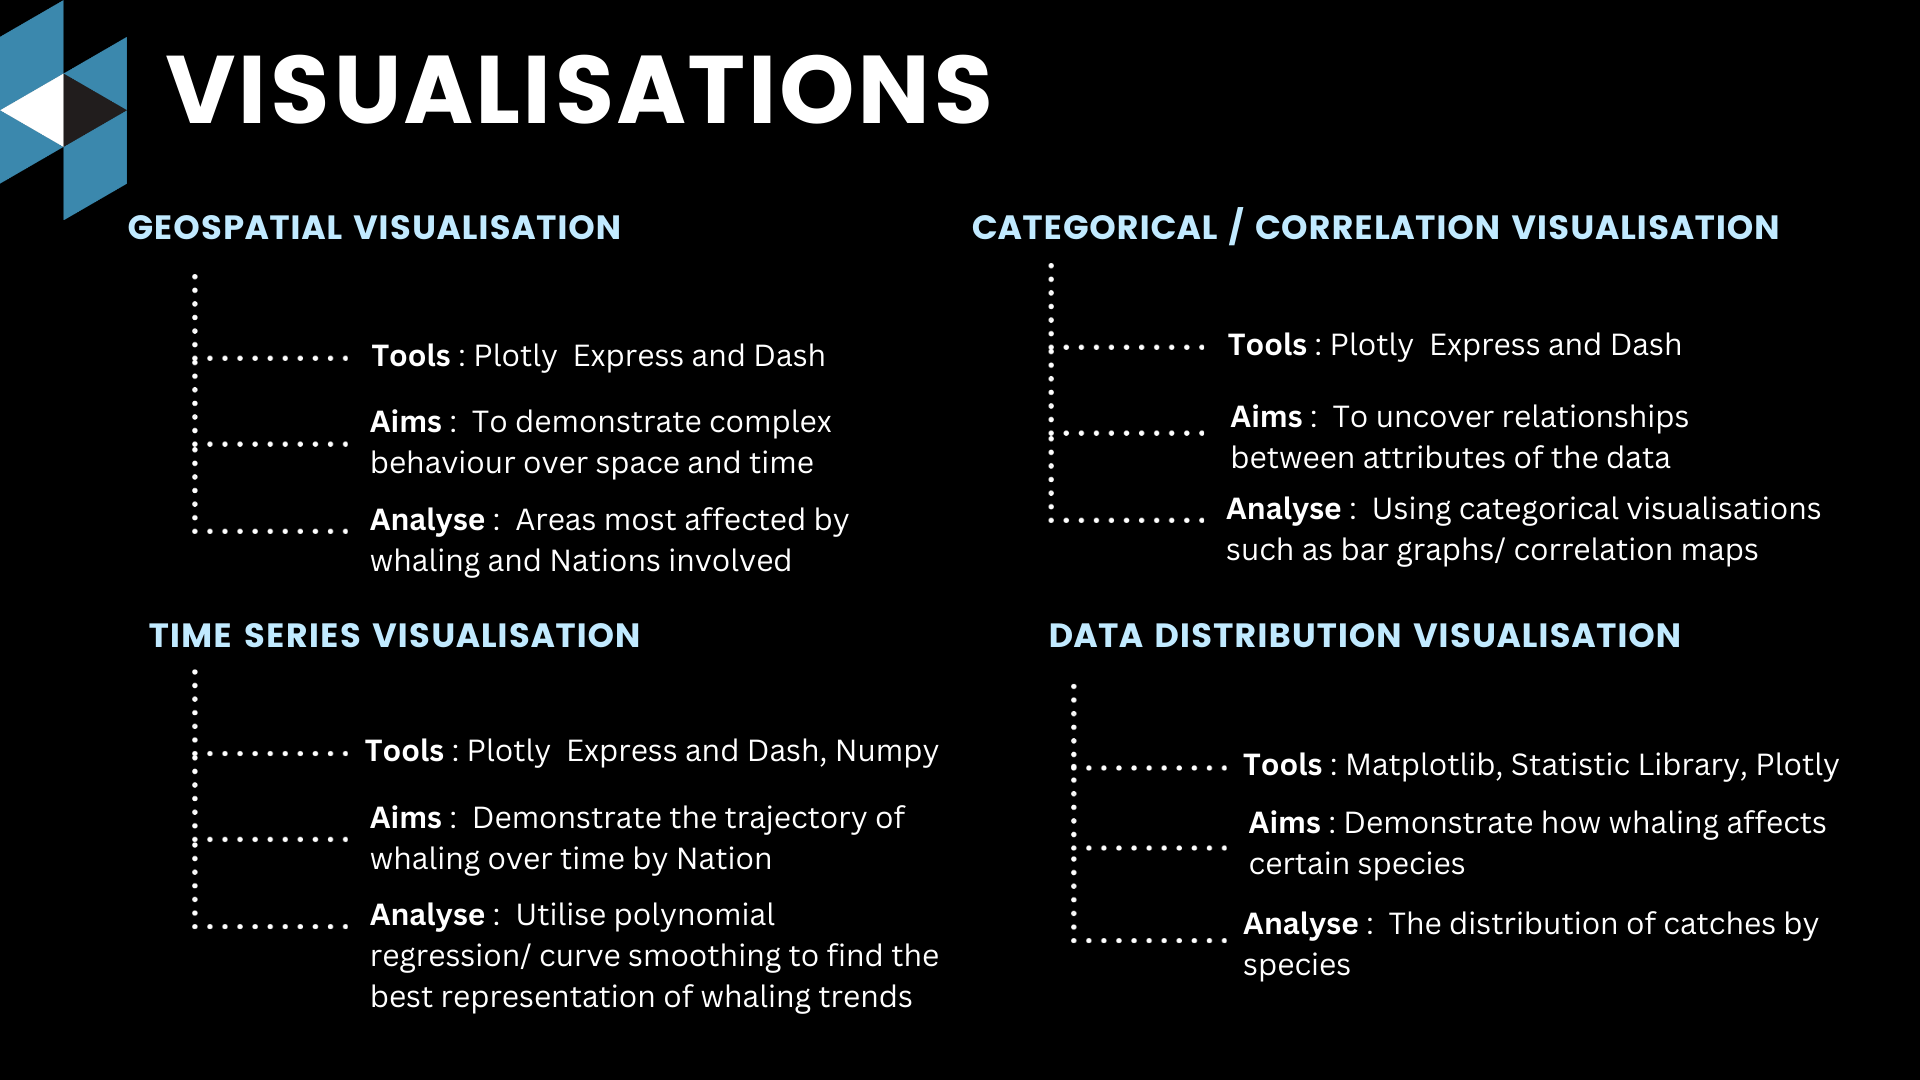 VISUALISATIONS
GEOSPATIAL VISUALISATION
Tools : Plotly  Express and Dash
Aims :  To demonstrate complex
behaviour over space and time
Analyse :  Areas most affected by
whaling and Nations involved
CATEGORICAL / CORRELATION VISUALISATION
Tools : Plotly  Express and Dash
Aims :  To uncover relationships
between attributes of the data
Analyse :  Using categorical visualisations
such as bar graphs/ correlation maps
TIME SERIES VISUALISATION
Tools : Plotly  Express and Dash, Numpy
Aims :  Demonstrate the trajectory of
whaling over time by Nation
Analyse :  Utilise polynomial
regression/ curve smoothing to find the
best representation of whaling trends
DATA DISTRIBUTION VISUALISATION
Tools : Matplotlib, Statistic Library, Plotly
Aims : Demonstrate how whaling affects
certain species
Analyse :  The distribution of catches by
species